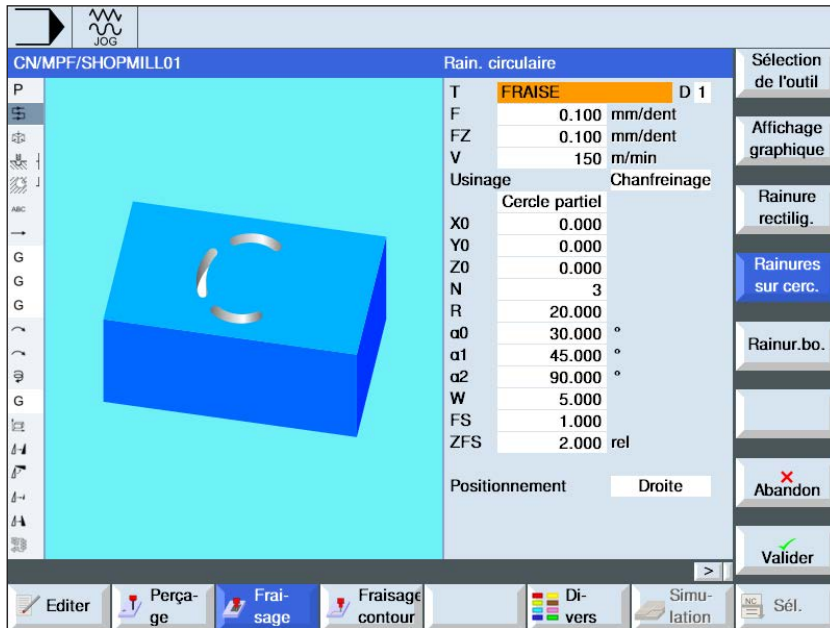 JOG
CN/MPF/SHOPMILL01
Rain. circulaire
P
ABC
G
G
G
G
T FRAISE D 1
F 0.100 mm/dent
FZ 0.100 mm/dent
V 150 m/min
Usinage Chanfreinage
Cercle partiel
X0 0.000
Y0 0.000
Z0 0.000
N 3
R 20.000
α0 30.000 °
α1 45.000 °
α2 90.000 °
W 5.000
FS 1.000
ZFS 2.000 rel
Positionnement Droite
Sélection
de l'outil
Affichage
graphique
Rainure
rectilig.
Rainures
sur cerc.
Rainur.bo.
Abandon
Valider
>
Editer
Perça-
ge
Frai-
sage
Fraisage
contour
Di-
vers
Simu-
lation
NC
Sél.